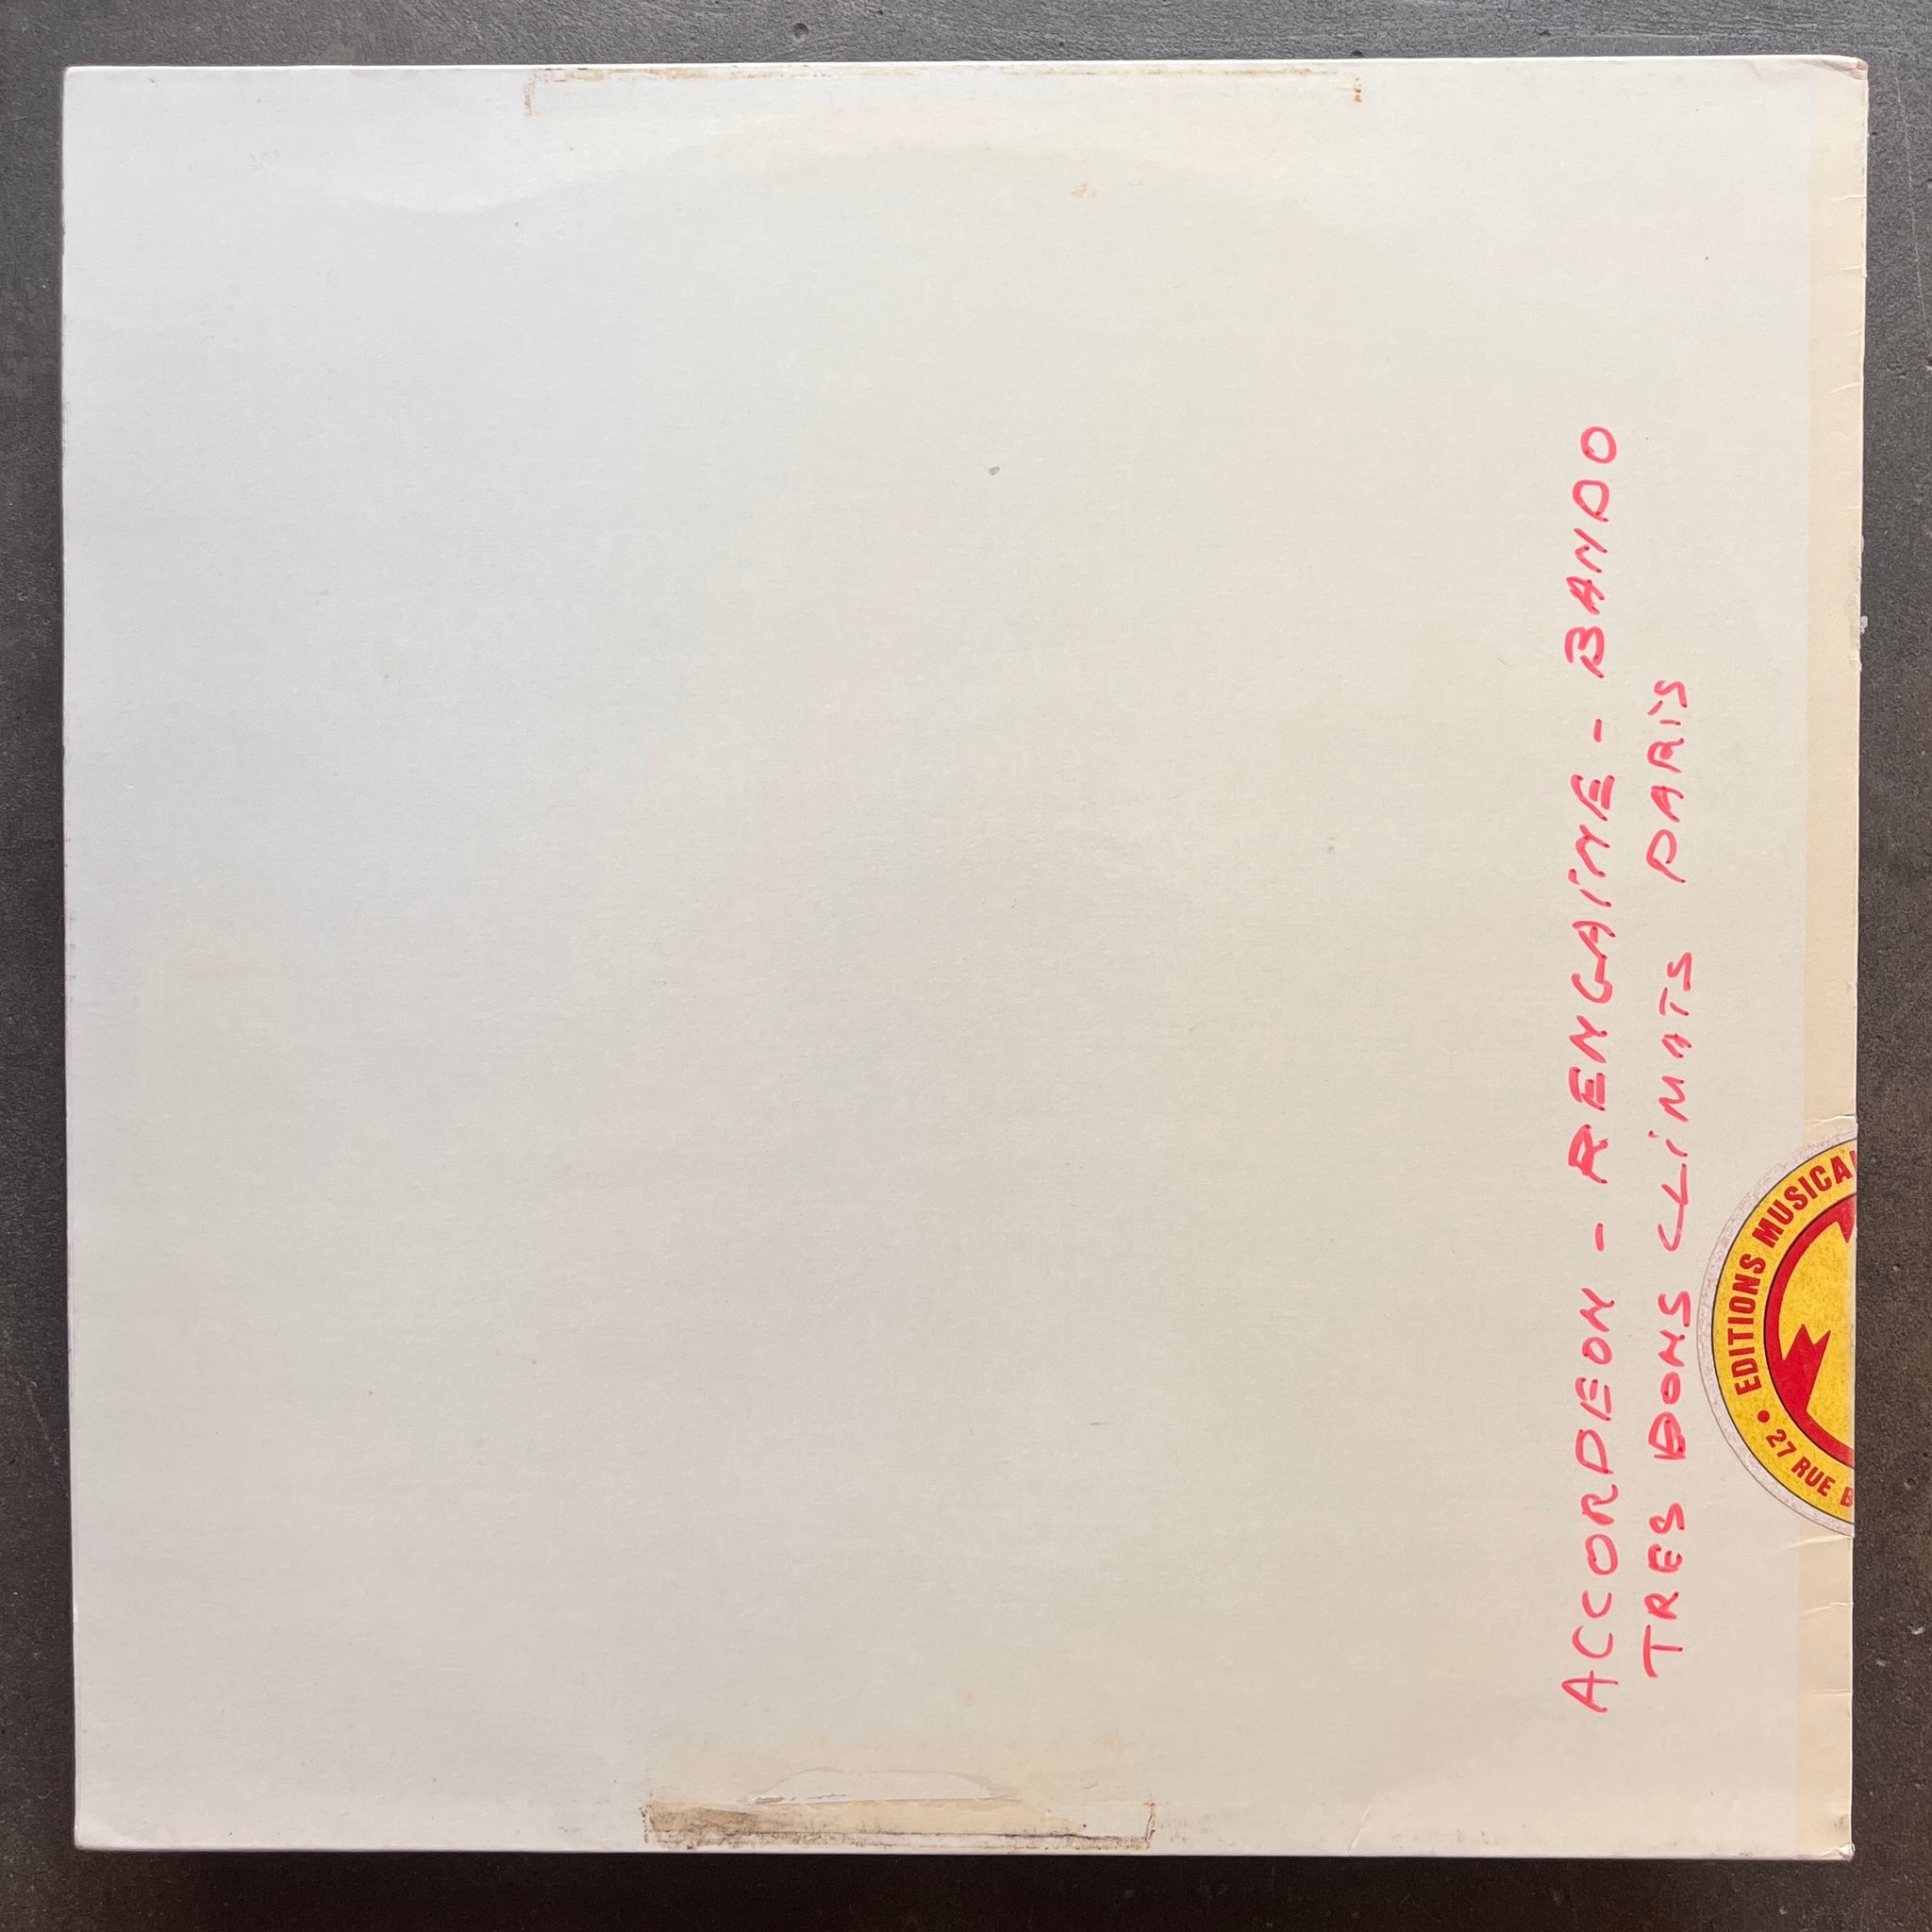 ACCORDEON - RENGAINE - BANDO
TRES BONS CLIMATS PARIS
EDITIONS MUSICA
• 27 RUE